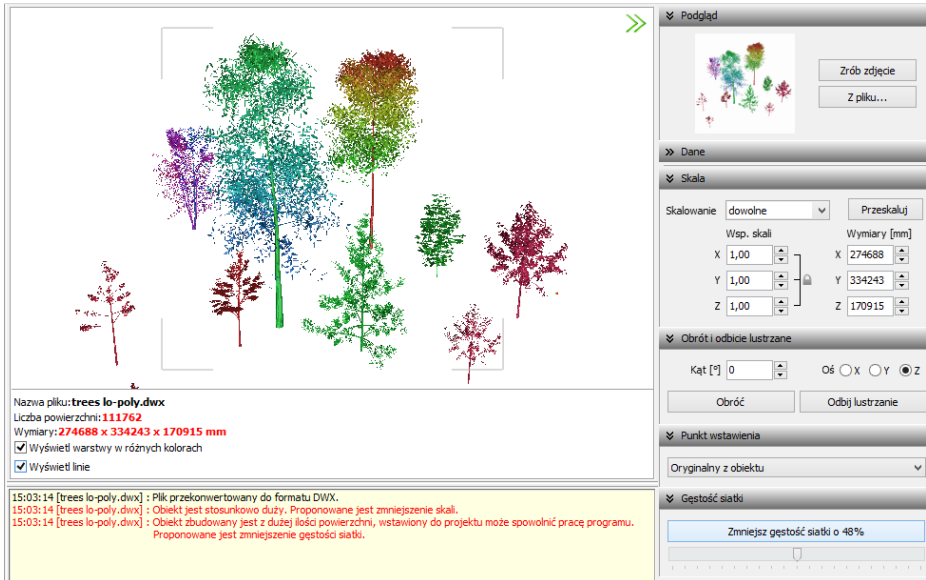 Podgląd
Zrób zdjęcie
Z pliku...
Dane
Skala
Skalowanie dowolne Przeskaluj
Wsp. skali Wymiary [mm]
X 1,00 X 274688
Y 1,00 Y 334243
Z 1,00 Z 170915
Obrót i odbicie lustrzane
Kąt [°] 0 Oś X Y Z
Obróć Odbij lustrzanie
Punkt wstawienia
Oryginalny z obiektu
Gęstość siatki
Zmniejsz gęstość siatki o 48%
Nazwa pliku: trees lo-poly.dwx
Liczba powierzchni: 111762
Wymiary: 274688 x 334243 x 170915 mm
Wyświetl warstwy w różnych kolorach
Wyświetl linie
15:03:14 [trees lo-poly.dwx] : Plik przekonwertowany do formatu DWX.
15:03:14 [trees lo-poly.dwx] : Obiekt jest stosunkowo duży. Proponowane jest zmniejszenie skali.
15:03:14 [trees lo-poly.dwx] : Obiekt zbudowany jest z dużej ilości powierzchni, wstawiony do projektu może spowolnić pracę programu.
Proponowane jest zmniejszenie gęstości siatki.